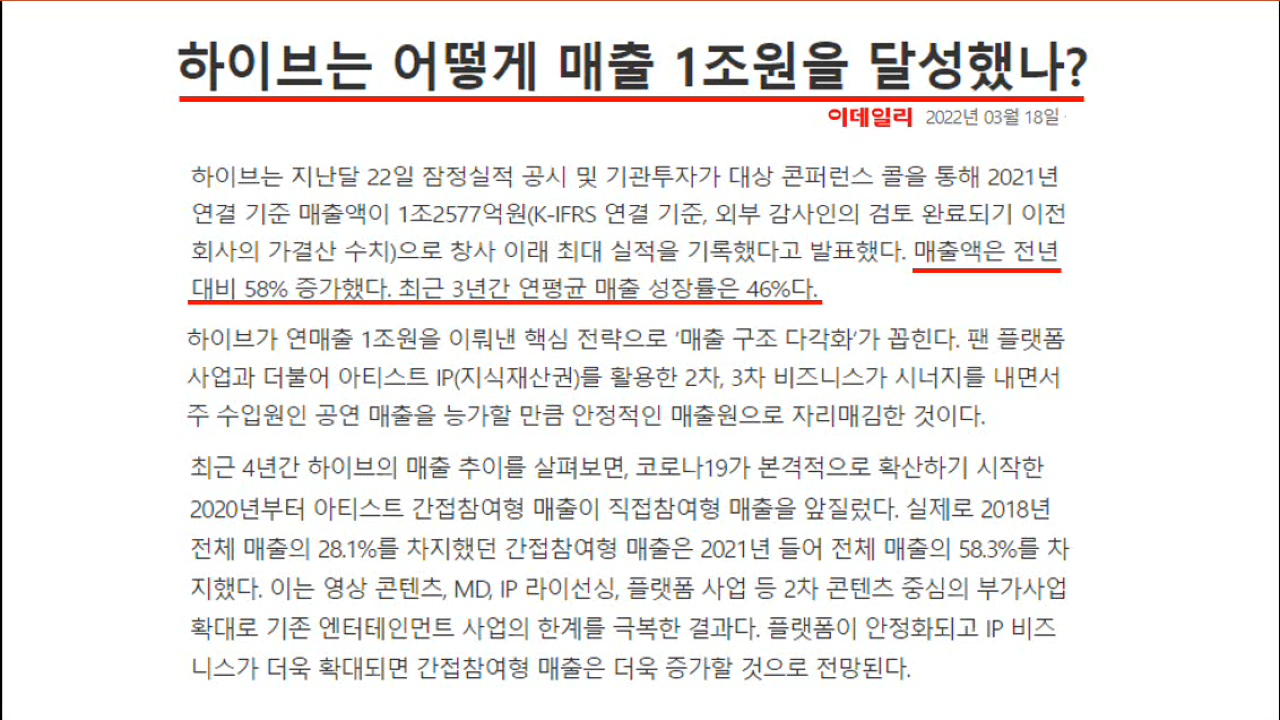 하이브는 어떻게 매출 1조원을 달성했나?
이데일리 2022년 03월 18일 ·
하이브는 지난달 22일 잠정실적 공시 및 기관투자가 대상 콘퍼런스 콜을 통해 2021년
연결 기준 매출액이 1조2577억원(K-IFRS 연결 기준, 외부 감사인의 검토 완료되기 이전
회사의 가결산 수치)으로 창사 이래 최대 실적을 기록했다고 발표했다. 매출액은 전년
대비 58% 증가했다. 최근 3년간 연평균 매출 성장률은 46%다.
하이브가 연매출 1조원을 이뤄낸 핵심 전략으로 ‘매출 구조 다각화’가 꼽힌다. 팬 플랫폼
사업과 더불어 아티스트 IP(지식재산권)를 활용한 2차, 3차 비즈니스가 시너지를 내면서
주 수입원인 공연 매출을 능가할 만큼 안정적인 매출원으로 자리매김한 것이다.
최근 4년간 하이브의 매출 추이를 살펴보면, 코로나19가 본격적으로 확산하기 시작한
2020년부터 아티스트 간접참여형 매출이 직접참여형 매출을 앞질렀다. 실제로 2018년
전체 매출의 28.1%를 차지했던 간접참여형 매출은 2021년 들어 전체 매출의 58.3%를 차
지했다. 이는 영상 콘텐츠, MD, IP 라이선싱, 플랫폼 사업 등 2차 콘텐츠 중심의 부가사업
확대로 기존 엔터테인먼트 사업의 한계를 극복한 결과다. 플랫폼이 안정화되고 IP 비즈
니스가 더욱 확대되면 간접참여형 매출은 더욱 증가할 것으로 전망된다.